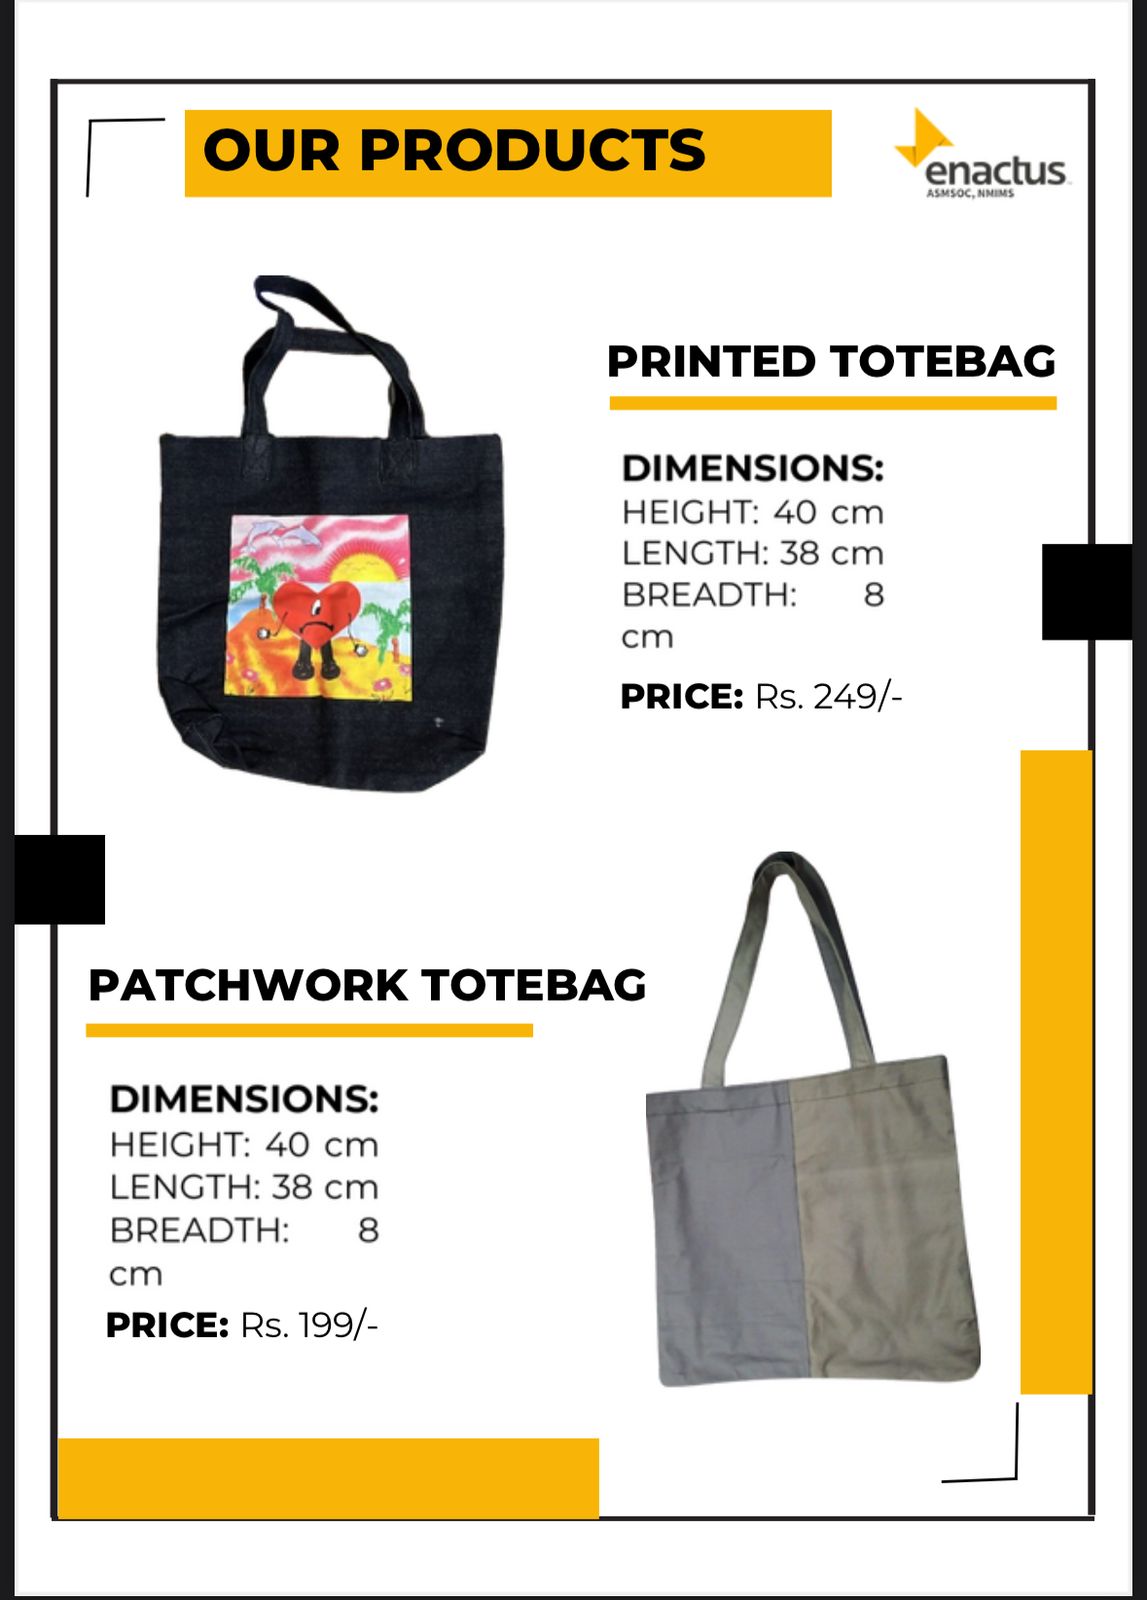 OUR PRODUCTS
enactus
ASMSOC, NMIMS
PRINTED TOTEBAG
DIMENSIONS:
HEIGHT: 40 cm
LENGTH: 38 cm
BREADTH: 8
cm
PRICE: Rs. 249/-
PATCHWORK TOTEBAG
DIMENSIONS:
HEIGHT: 40 cm
LENGTH: 38 cm
BREADTH: 8
cm
PRICE: Rs. 199/-